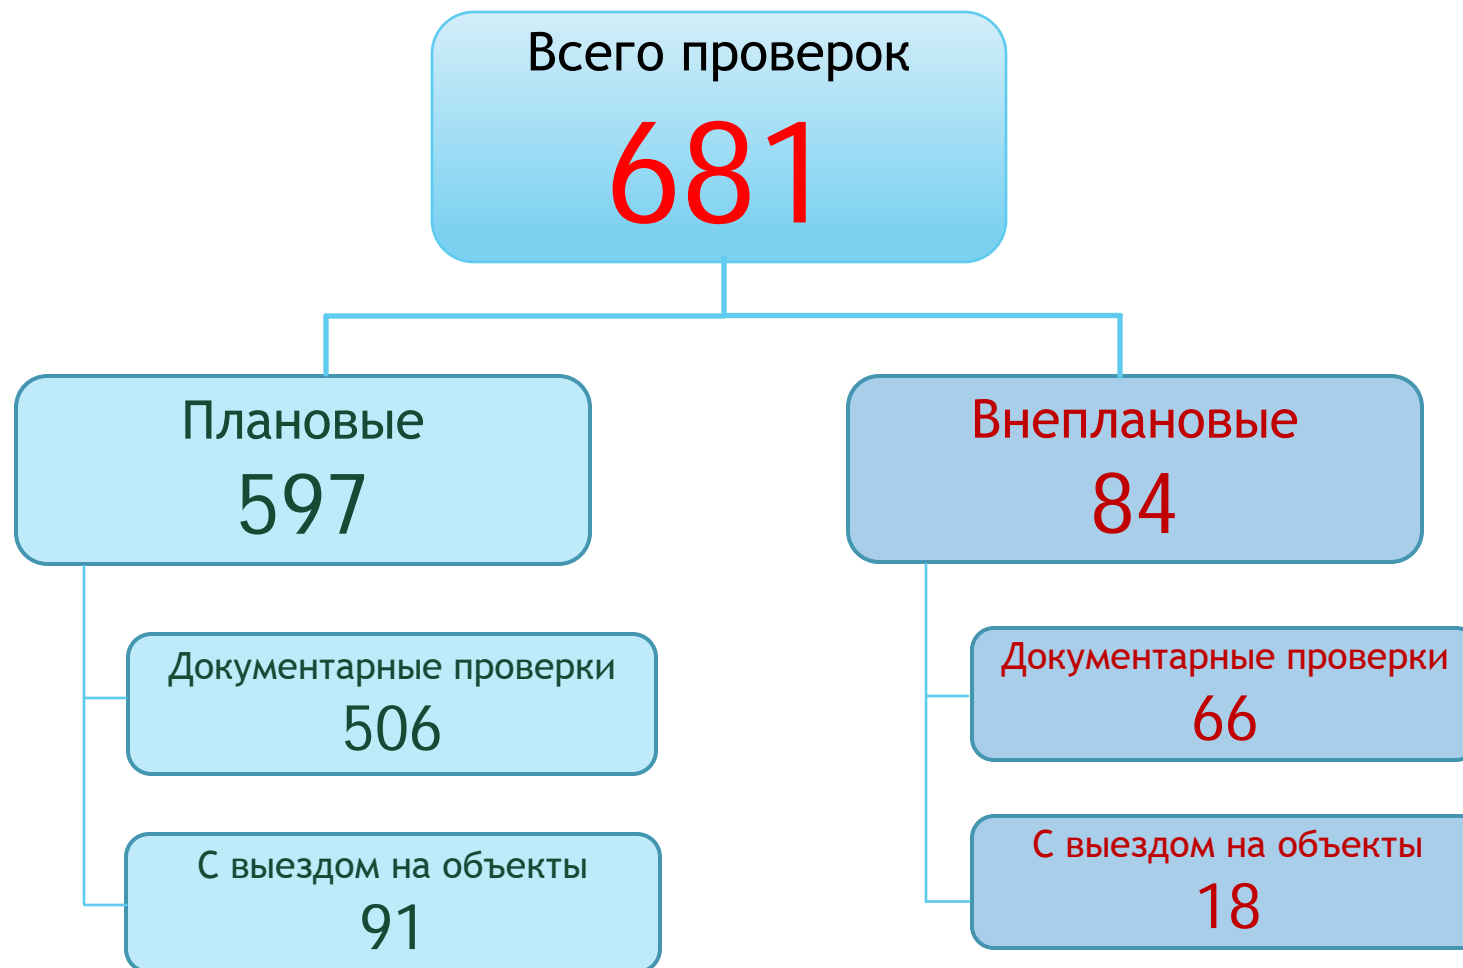 Всего проверок
681
Плановые
597
Внеплановые
84
Документарные проверки
506
С выездом на объекты
91
Документарные проверки
66
С выездом на объекты
18